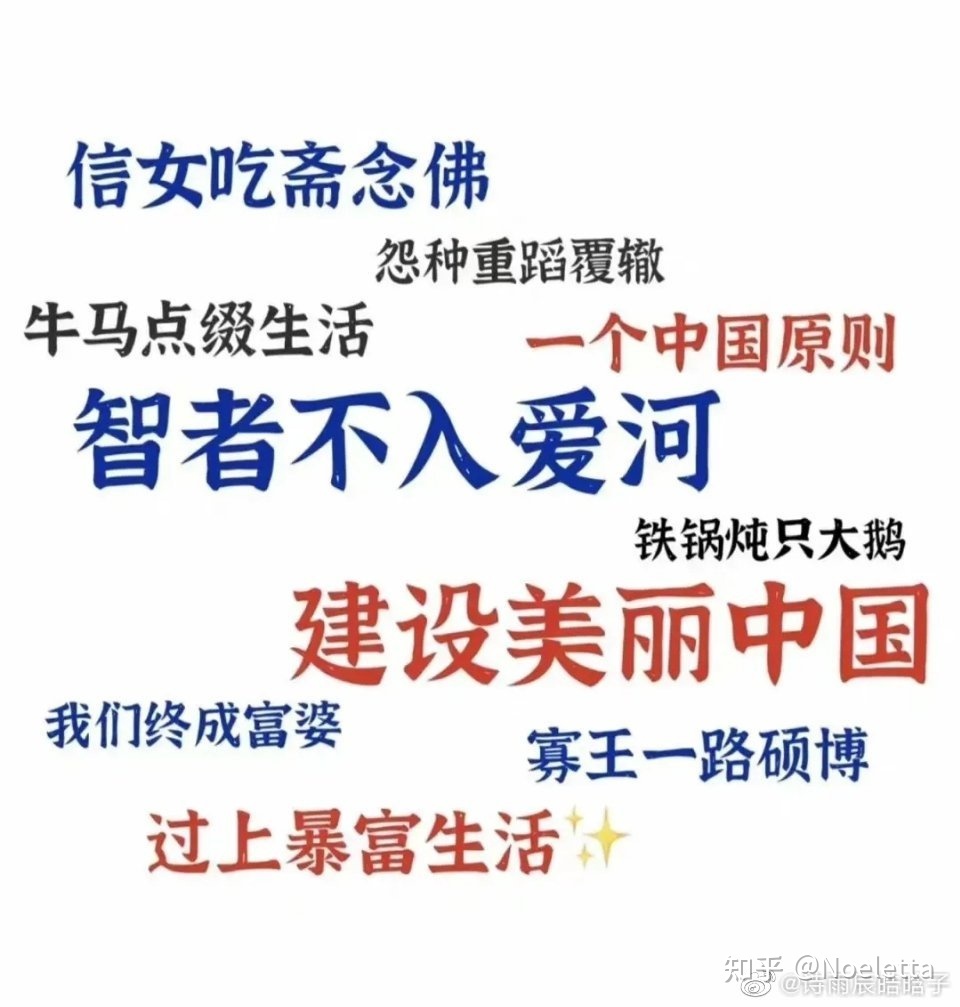 信女吃斋念佛
怨种重蹈覆辙
牛马点缀生活
一个中国原则
智者不入爱河
铁锅炖只大鹅
建设美丽中国
我们终成富婆
寡王一路硕博
过上暴富生活
知乎 @Noeletta
@诗雨辰晧晧子